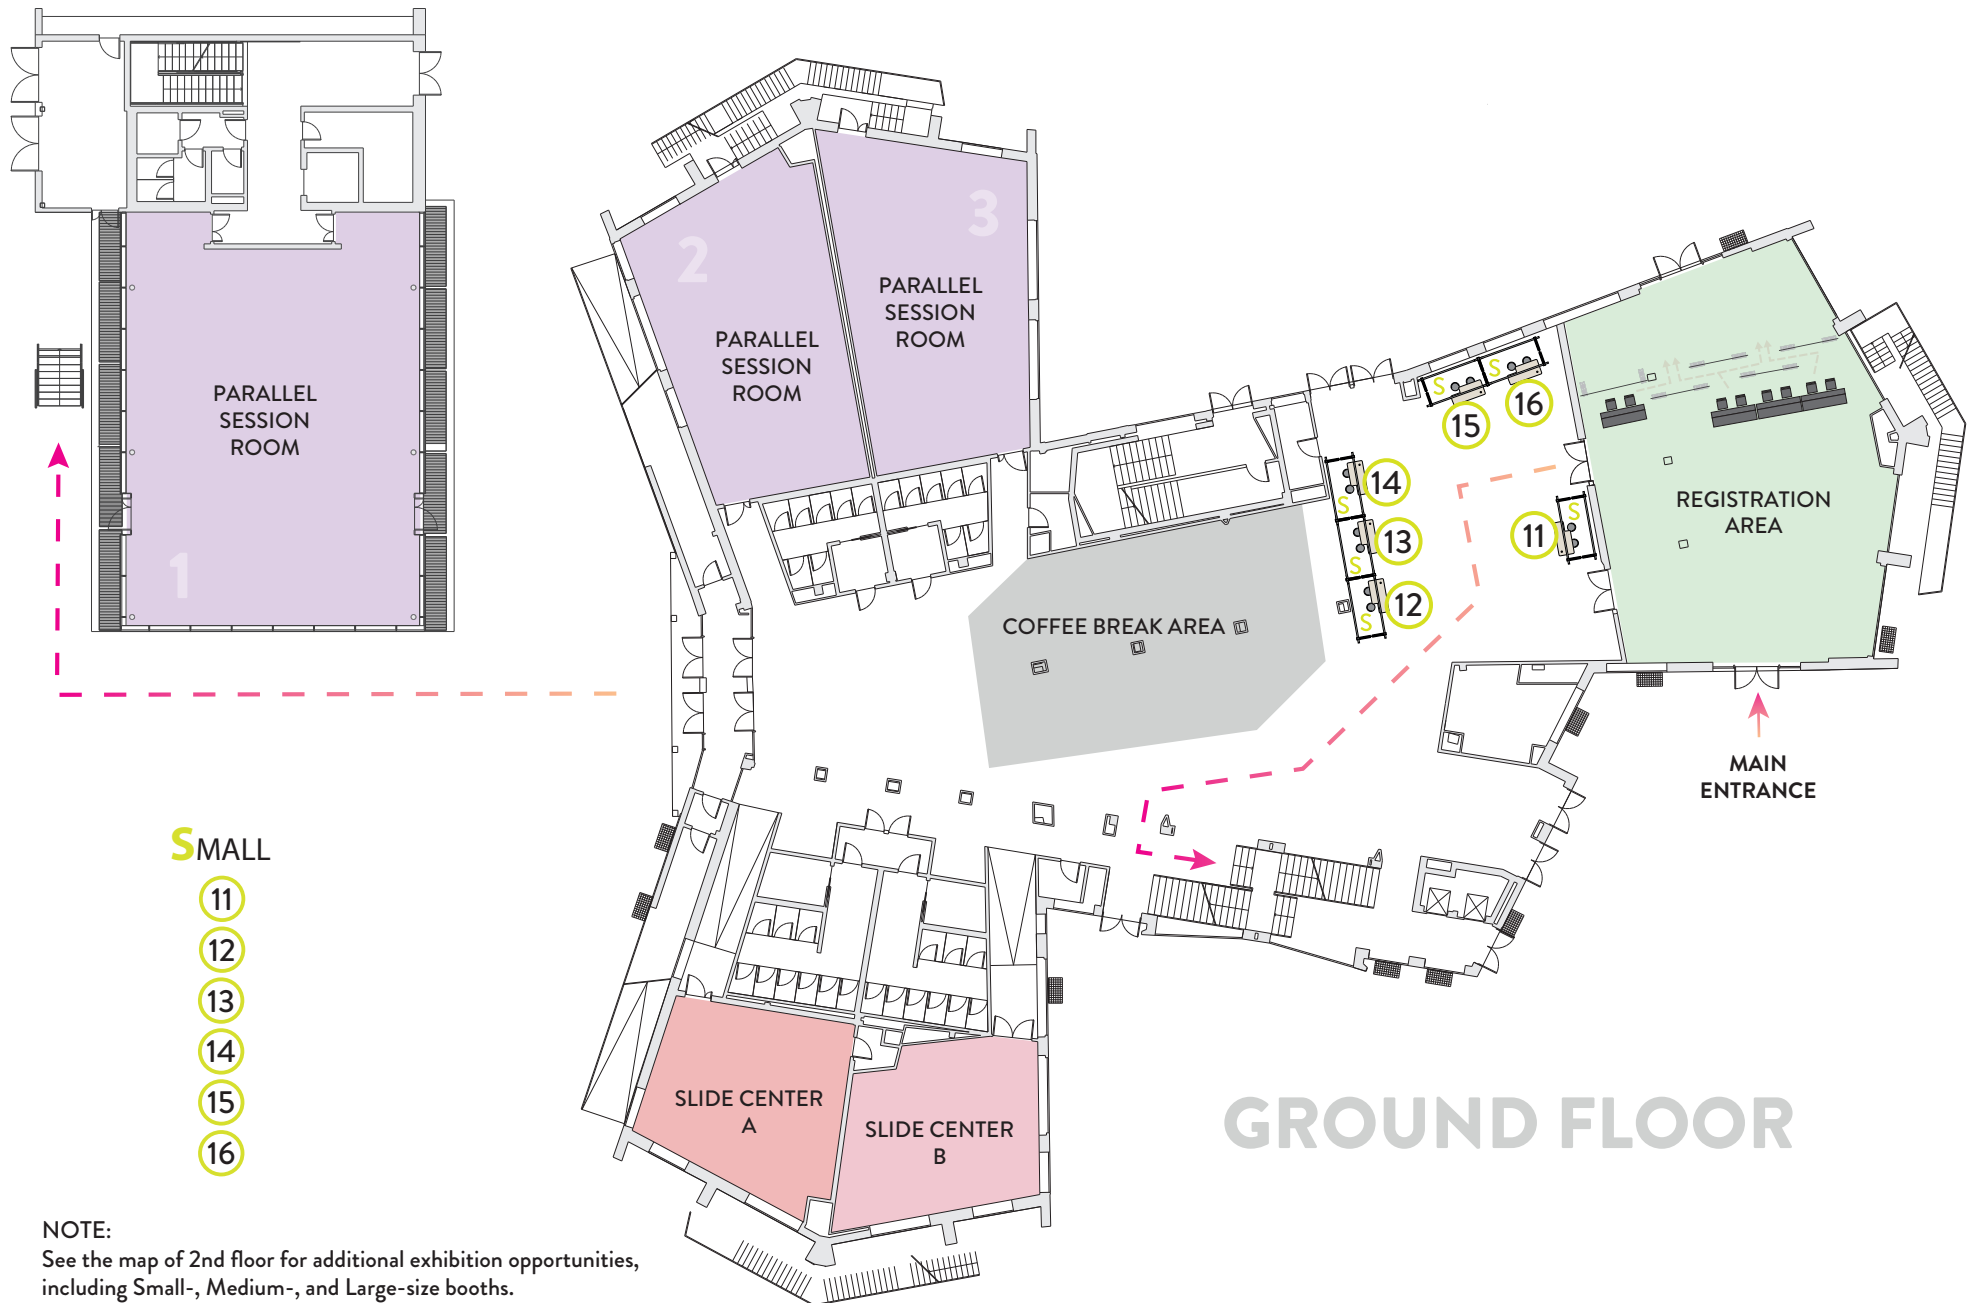 2
3
PARALLEL
SESSION
ROOM
PARALLEL
SESSION
ROOM
PARALLEL
SESSION
ROOM
1
S
S
16
15
14
S
13
S
12
S
11
S
REGISTRATION
AREA
COFFEE BREAK AREA
MAIN
ENTRANCE
SMALL
11
12
13
14
15
16
SLIDE CENTER
A
SLIDE CENTER
B
GROUND FLOOR
NOTE:
See the map of 2nd floor for additional exhibition opportunities,
including Small-, Medium-, and Large-size booths.